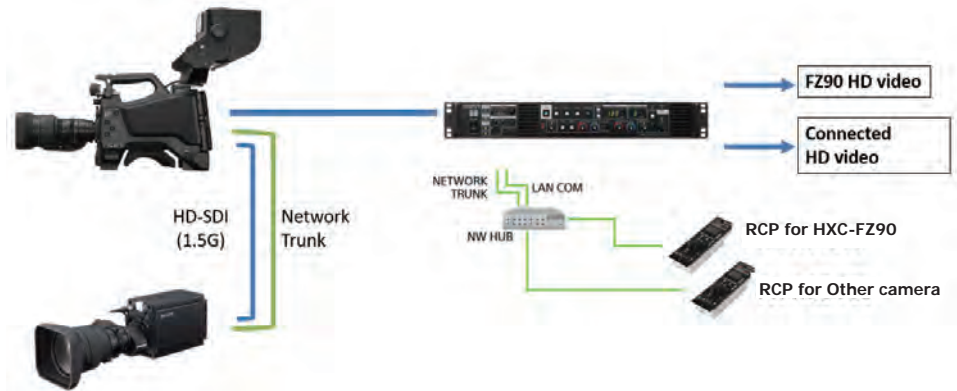 FZ90 HD video
Connected
HD video
NETWORK
TRUNK
LAN COM
HD-SDI
(1.5G)
Network
Trunk
NW HUB
RCP for HXC-FZ90
RCP for Other camera